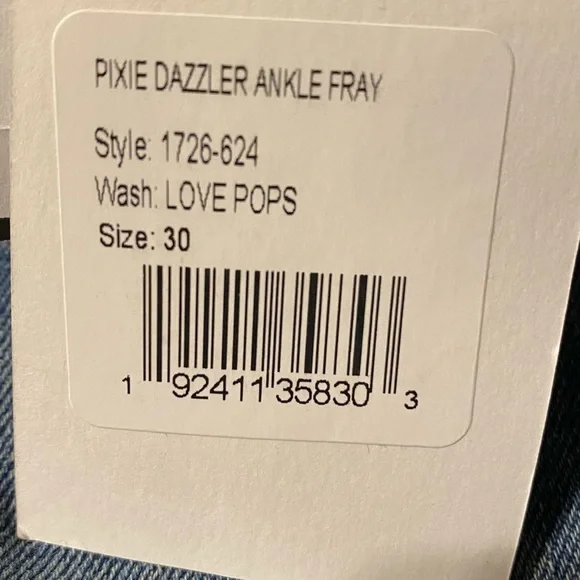 PIXIE DAZZLER ANKLE FRAY
Style: 1726-624
Wash: LOVE POPS
Size: 30
1 92411 35830 3